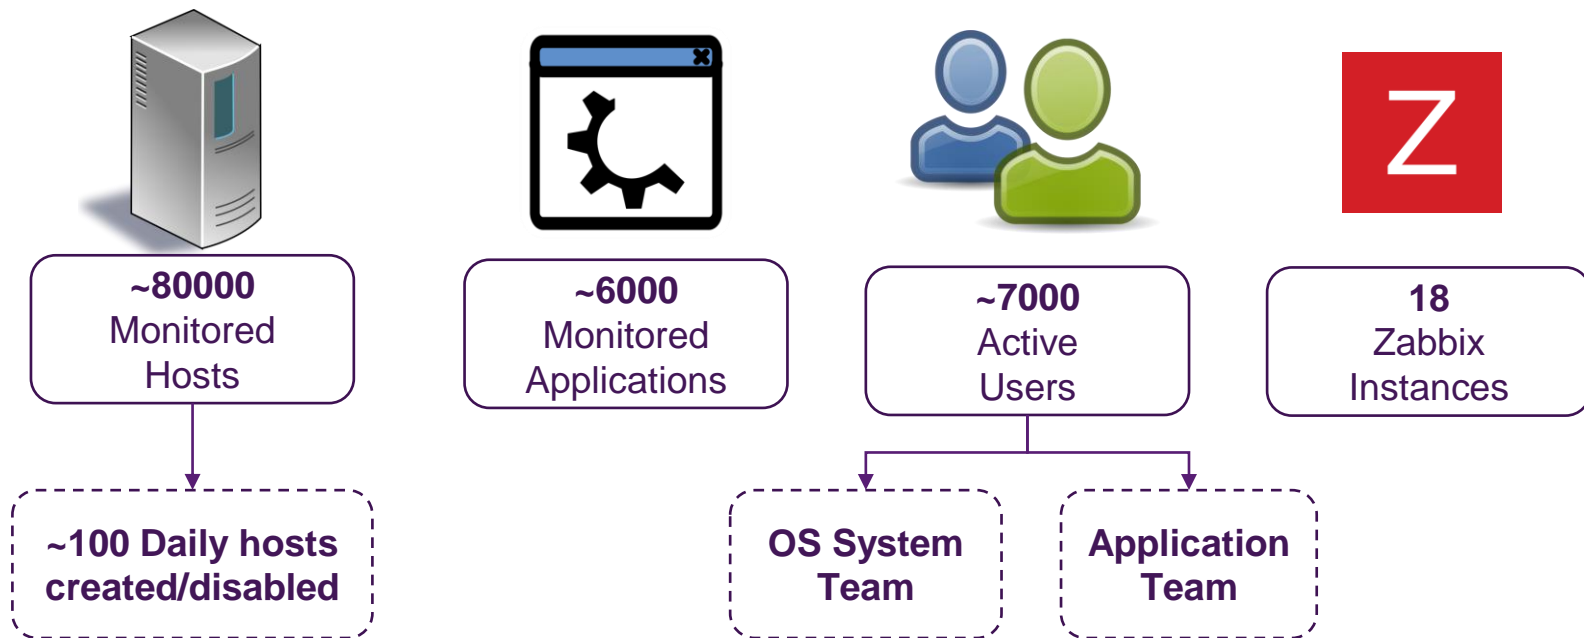 Z
~80000
Monitored
Hosts
~6000
Monitored
Applications
~7000
Active
Users
18
Zabbix
Instances
~100 Daily hosts
created/disabled
OS System
Team
Application
Team